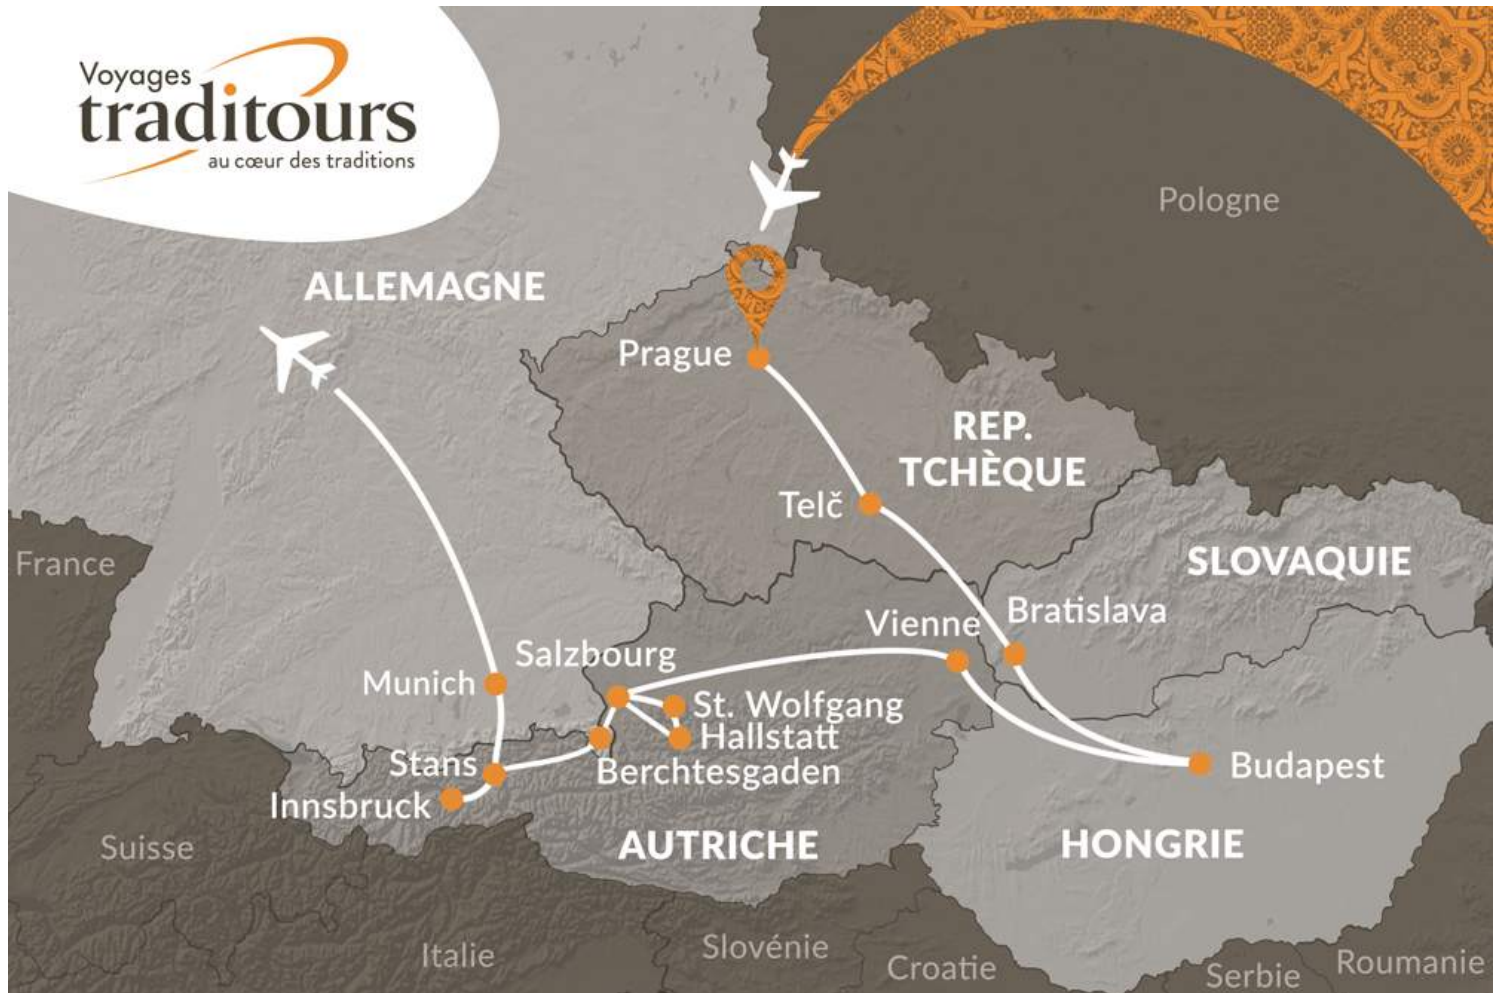 Voyages
traditours
au cœur des traditions
Pologne
ALLEMAGNE
Prague
REP.
TCHÈQUE
Telč
France
SLOVAQUIE
Vienne
Bratislava
Salzbourg
Munich
St. Wolfgang
Hallstatt
Stans
Berchtesgaden
Budapest
Innsbruck
Suisse
AUTRICHE
HONGRIE
Italie
Slovénie
Croatie
Serbie
Roumanie